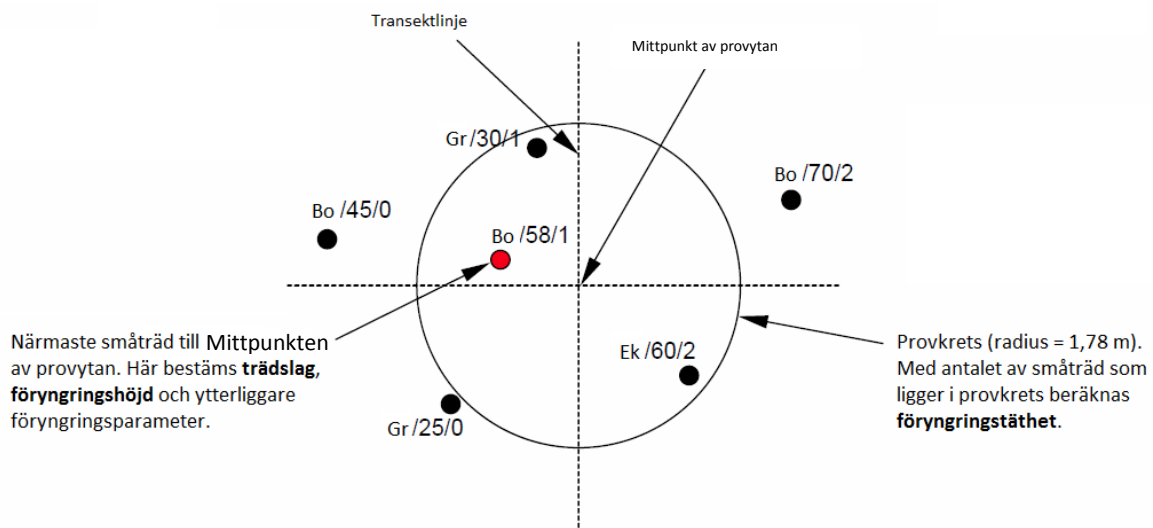 Transektlinje
Mittpunkt av provytan
Gr/30/1
Bo /70/2
Bo /45/0
Bo /58/1
Närmaste småträd till Mittpunkten
av provytan. Här bestäms trädslag,
föryngringshöjd och ytterliggare
föryngringsparameter.
Ek /60/2
Gr/25/0
Provkrets (radius = 1,78 m).
Med antalet av småträd som
ligger i provkrets beräknas
föryngringstäthet.